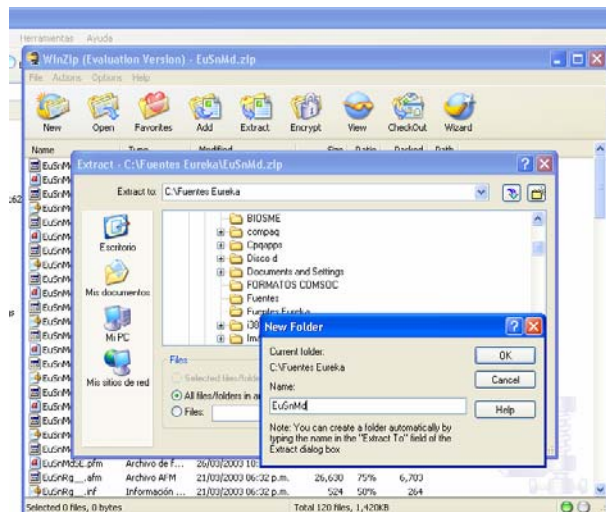 Herramientas Ayuda
WinZip (Evaluation Version) - EuSnMd.zip
File Actions Options Help
New Open Favorites Add Extract Encrypt View CheckOut Wizard
Name Type Modified Size Ratio Packed Path
Extract - C:\Fuentes Eureka\EuSnMd.zip
Extract to: C:\Fuentes Eureka
Escritorio
Mis documentos
Mi PC
Mis sitios de red
BIOSME
compaq
Cpqapps
Disco d
Documents and Settings
FORMATOS COMSOC
Fuentes
Fuentes Eureka
Files
Selected files/folders
All files/folders in
Files:
New Folder
Current folder:
C:\Fuentes Eureka
Name:
EuSnMd
OK
Cancel
Help
Note: You can create a folder automatically by
typing the name in the "Extract To" field of the
Extract dialog box
EuSnMdSE.pfm Archivo de f... 26/03/2003 10:
EuSnRg__.afm Archivo AFM 21/03/2003 06:32 p.m. 26,630 75% 6,703
EuSnRg__.inf Información ... 21/03/2003 06:32 p.m. 524 50% 264
Selected 0 files, 0 bytes Total 120 files, 1,420KB